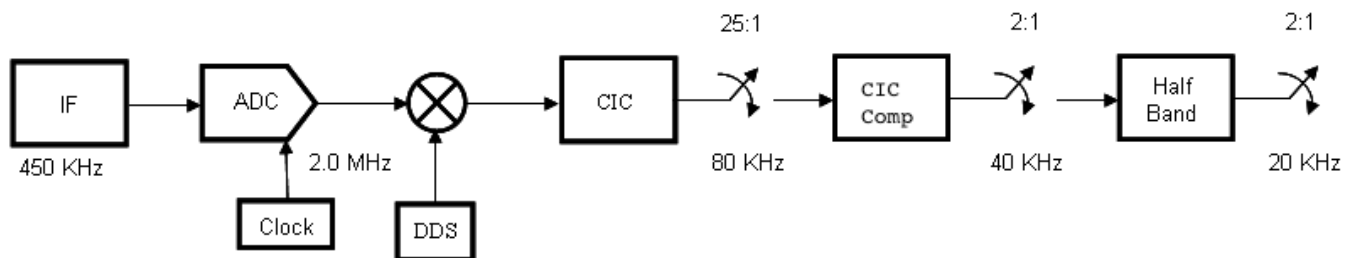 25:1
2:1
2:1
IF
ADC
CIC
CIC
Comp
Half
Band
450 KHz
2.0 MHz
80 KHz
40 KHz
20 KHz
Clock
DDS